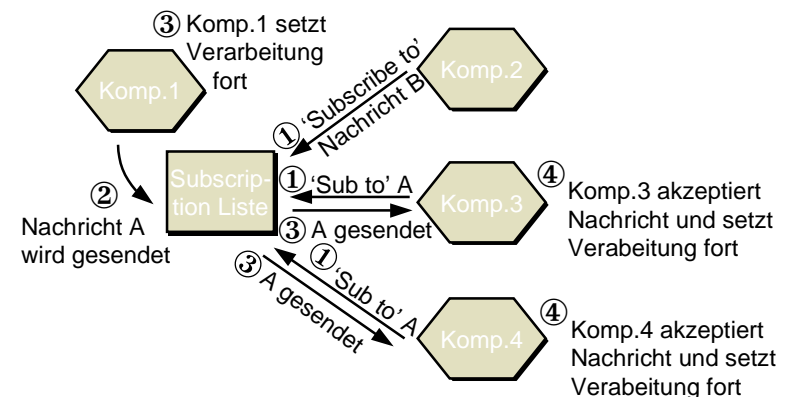 ③ Komp.1 setzt
Verarbeitung
fort
Komp.1
Komp.2
① 'Subscribe to'
Nachricht B
Subscrip-
tion Liste
② 
Nachricht A
wird gesendet
① 'Sub to' A
③ A gesendet
Komp.3
④
Komp.3 akzeptiert
Nachricht und setzt
Verabeitung fort
① 'Sub to' A
③ A gesendet
Komp.4
④
Komp.4 akzeptiert
Nachricht und setzt
Verabeitung fort